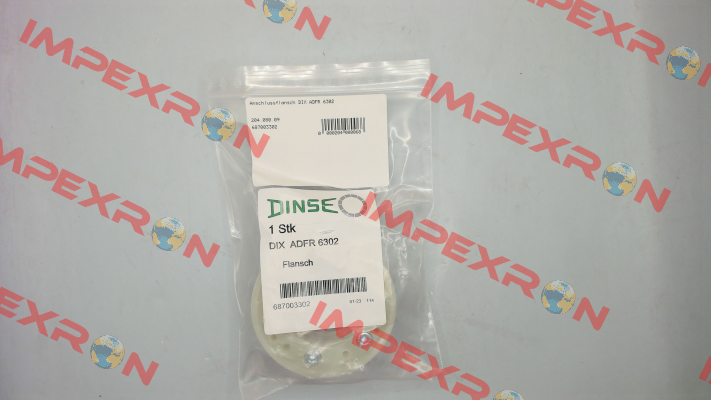 Anschlussflansch DIX ADFR 6302
204.080.09
687003302
DINSE
1 Stk
DIX ADFR 6302
Flansch
687003302
IMPEXRON
IMPEXRON
IMPEXRON
IMPEXRON
IMPEXRON
IMPEXRON
IMPEXRON